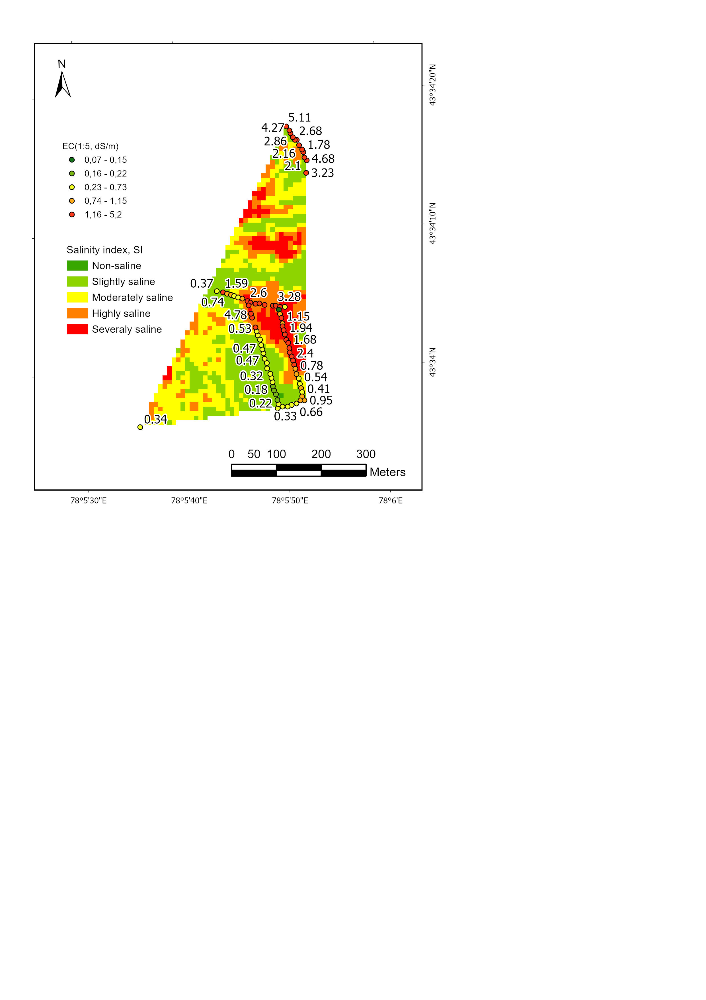 N
43°34'20"N
5.11
4.27
2.68
2.86
1.78
EC(1:5, dS/m)
2.16
4.68
0,07 - 0,15
2.1
3.23
0,16 - 0,22
0,23 - 0,73
0,74 - 1,15
0,16 - 5,2
43°34'10"N
Salinity index, SI
Non-saline
Slightly saline
0.37
1.59
2.6
Moderately saline
3.28
0.74
Highly saline
4.78
1.15
Severaly saline
0.53
1.94
1.68
0.47
2.4
0.47
0.78
43°34'N
0.32
0.54
0.18
0.41
0.22
0.95
0.33
0.66
0.34
0 50 100 200 300
Meters
78°5'30"E 78°5'40"E 78°5'50"E 78°6'E